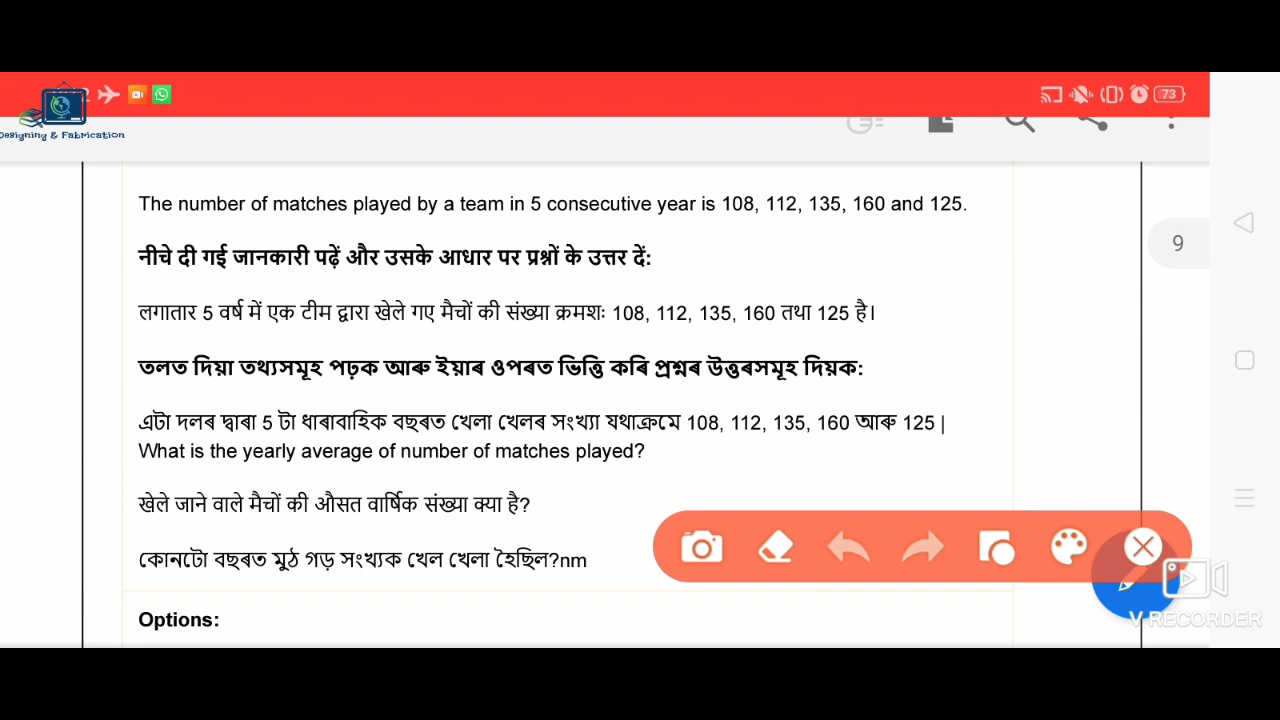 Designing & Fabrication
73
The number of matches played by a team in 5 consecutive year is 108, 112, 135, 160 and 125.
9
नीचे दी गई जानकारी पढ़ें और उसके आधार पर प्रश्नों के उत्तर दें:
लगातार 5 वर्ष में एक टीम द्वारा खेले गए मैचों की संख्या क्रमशः 108, 112, 135, 160 तथा 125 है।
তলত দিয়া তথ্যসমূহ পঢ়ক আৰু ইয়াৰ ওপৰত ভিত্তি কৰি প্ৰশ্নৰ উত্তৰসমূহ দিয়ক:
এটা দলৰ দ্বাৰা 5 টা ধাৰাবাহিক বছৰত খেলা খেলৰ সংখ্যা যথাক্ৰমে 108, 112, 135, 160 আৰু 125 |
What is the yearly average of number of matches played?
खेले जाने वाले मैचों की औसत वार्षिक संख्या क्या है?
কোনটো বছৰত মুঠ গড় সংখ্যক খেল খেলা হৈছিল?nm
Options:
V RECORDER